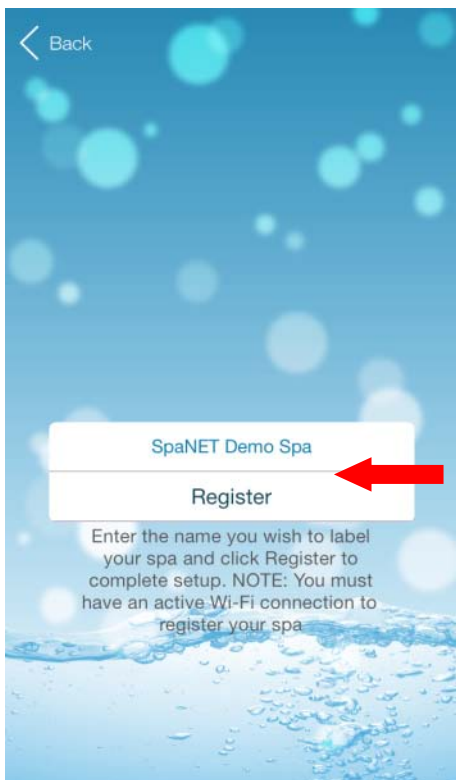 Back
SpaNET Demo Spa
Register
Enter the name you wish to label
your spa and click Register to
complete setup. NOTE: You must
have an active Wi-Fi connection to
register your spa